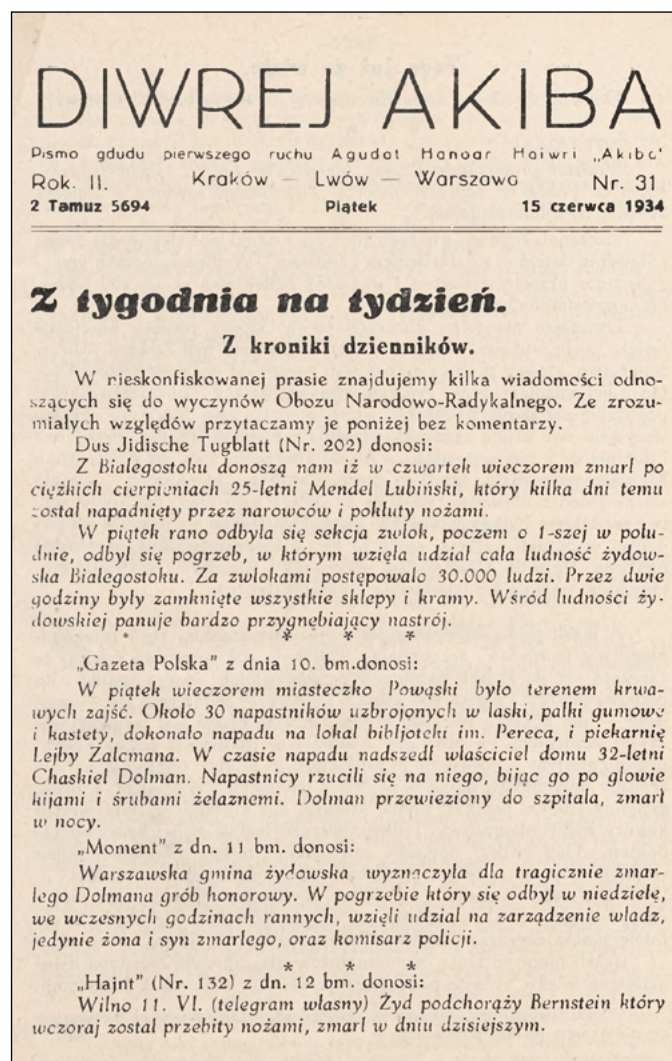 DIWREJ AKIBA
Pismo gdudu pierwszego ruchu Agudat Hanoar Haiwri „Akiba"
Rok. II. Kraków — Lwów — Warszawa Nr. 31
2 Tamuz 5694 Piątek 15 czerwca 1934
Z tygodnia na tydzień.
Z kroniki dzienników.
W nieskonfiskowanej prasie znajdujemy kilka wiadomości odno-
szących się do wyczynów Obozu Narodowo-Radykalnego. Ze zrozu-
miałych względów przytaczamy je poniżej bez komentarzy.
Dus Jidische Tugblatt (Nr. 202) donosi:
Z Białegostoku donoszą nam iż w czwartek wieczorem zmarł po
ciężkich cierpieniach 25-letni Mendel Lubiński, który kilka dni temu
został napadnięty przez narowców i pokłuty nożami.
W piątek rano odbyła się sekcja zwłok, poczem o 1-szej w połu-
dnie, odbył się pogrzeb, w którym wzięła udział cała ludność żydow-
ska Białegostoku. Za zwłokami postępowało 30.000 ludzi. Przez dwie
godziny były zamknięte wszystkie sklepy i kramy. Wśród ludności ży-
dowskiej panuje bardzo przygnębiający nastrój.
* * *
„Gazeta Polska" z dnia 10. bm.donosi:
W piątek wieczorem miasteczko Powąski było terenem krwa-
wych zajść. Około 30 napastników uzbrojonych w laski, pałki gumowe
i kastety, dokonało napadu na lokal bibljoteki im. Pereca, i piekarnię
Lejby Zalcmana. W czasie napadu nadszedł właściciel domu 32-letni
Chaskiel Dolman. Napastnicy rzucili się na niego, bijąc go po głowie
kijami i śrubami żelaznemi. Dolman przewieziony do szpitala, zmarł
w nocy.
„Moment" z dn. 11 bm. donosi:
Warszawska gmina żydowska wyznaczyła dla tragicznie zmar-
łego Dolmana grób honorowy. W pogrzebie który się odbył w niedzielę,
we wczesnych godzinach rannych, wzięli udział na zarządzenie władz,
jedynie żona i syn zmarłego, oraz komisarz policji.
* * *
„Hajnt" (Nr. 132) z dn. 12 bm. donosi:
Wilno 11. VI. (telegram własny) Żyd podchorąży Bernstein który
wczoraj został przebity nożami, zmarł w dniu dzisiejszym.